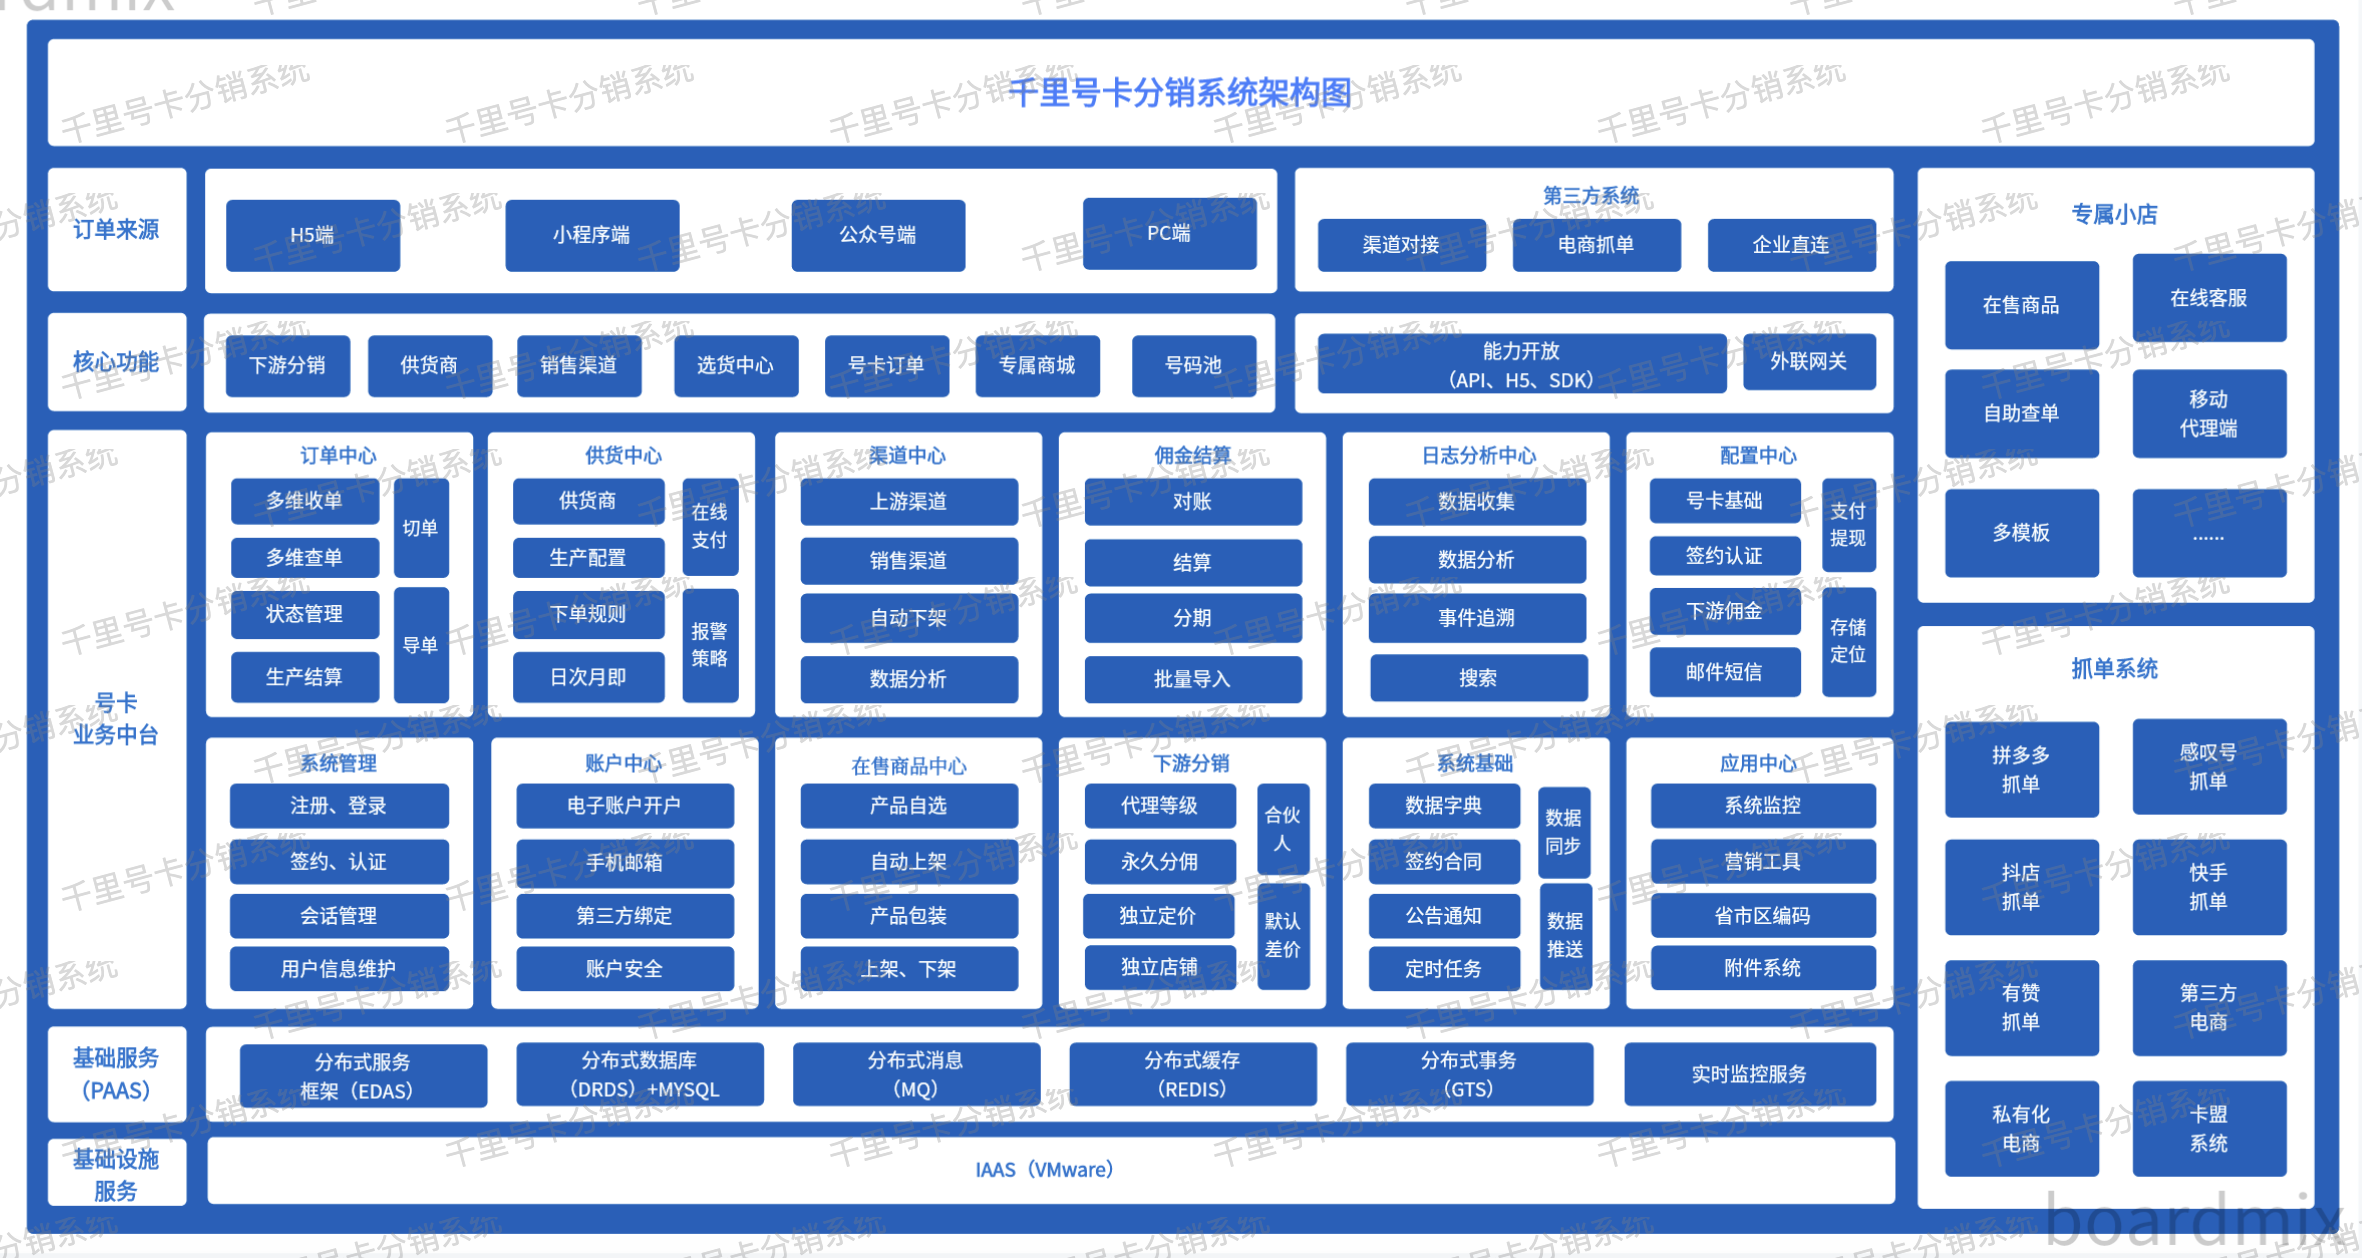 千里号卡分销系统架构图
订单来源
H5端
小程序端
公众号端
PC端
第三方系统
渠道对接
电商抓单
企业直连
核心功能
下游分销
供货商
销售渠道
选货中心
号卡订单
专属商城
号码池
能力开放
（API、H5、SDK）
外联网关
号卡
业务中台
订单中心
多维收单
多维查单
状态管理
生产结算
切单
导单
供货中心
供货商
生产配置
下单规则
日次月即
在线
支付
报警
策略
渠道中心
上游渠道
销售渠道
自动下架
数据分析
佣金结算
对账
结算
分期
批量导入
日志分析中心
数据收集
数据分析
事件追溯
搜索
配置中心
号卡基础
签约认证
下游佣金
邮件短信
支付
提现
存储
定位
系统管理
注册、登录
签约、认证
会话管理
用户信息维护
账户中心
电子账户开户
手机邮箱
第三方绑定
账户安全
在售商品中心
产品自选
自动上架
产品包装
上架、下架
下游分销
代理等级
永久分佣
独立定价
独立店铺
合伙
人
默认
差价
系统基础
数据字典
签约合同
公告通知
定时任务
数据
同步
数据
推送
应用中心
系统监控
营销工具
省市区编码
附件系统
基础服务
（PAAS）
分布式服务
框架（EDAS）
分布式数据库
（DRDS）+MYSQL
分布式消息
（MQ）
分布式缓存
（REDIS）
分布式事务
（GTS）
实时监控服务
基础设施
服务
IAAS（VMware）
专属小店
在售商品
在线客服
自助查单
移动
代理端
多模板
......
抓单系统
拼多多
抓单
感叹号
抓单
抖店
抓单
快手
抓单
有赞
抓单
第三方
电商
私有化
电商
卡盟
系统
千里号卡分销系统
boardmix